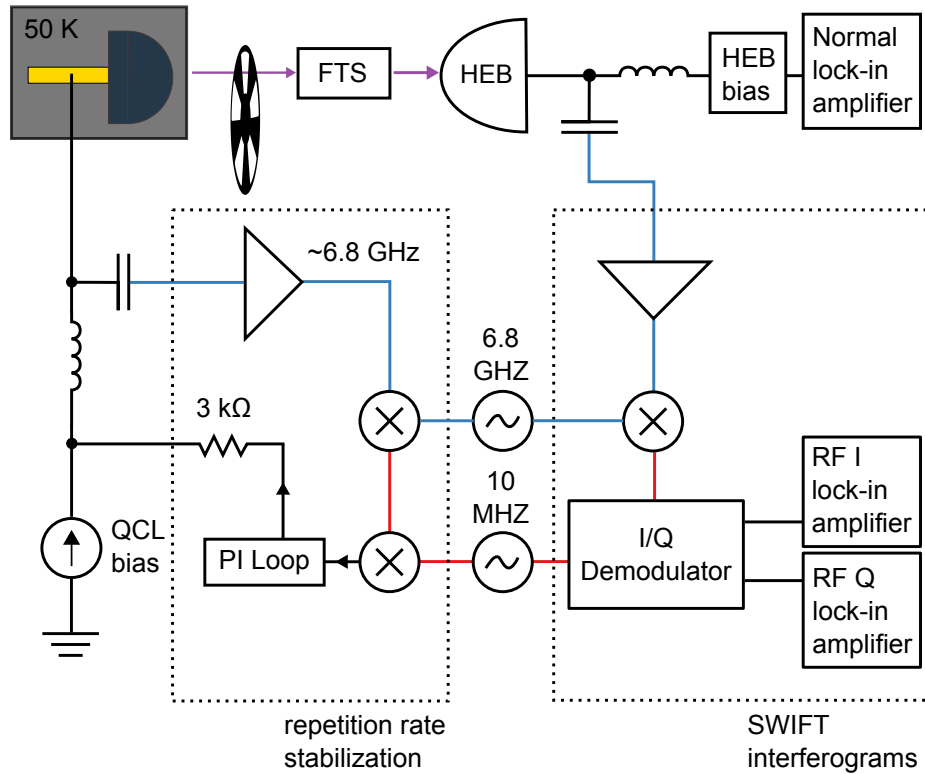 50 K
FTS
HEB
HEB
bias
Normal
lock-in
amplifier
~6.8 GHz
6.8
GHZ
3 kΩ
10
MHZ
QCL
bias
PI Loop
I/Q
Demodulator
RF I
lock-in
amplifier
RF Q
lock-in
amplifier
repetition rate
stabilization
SWIFT
interferograms